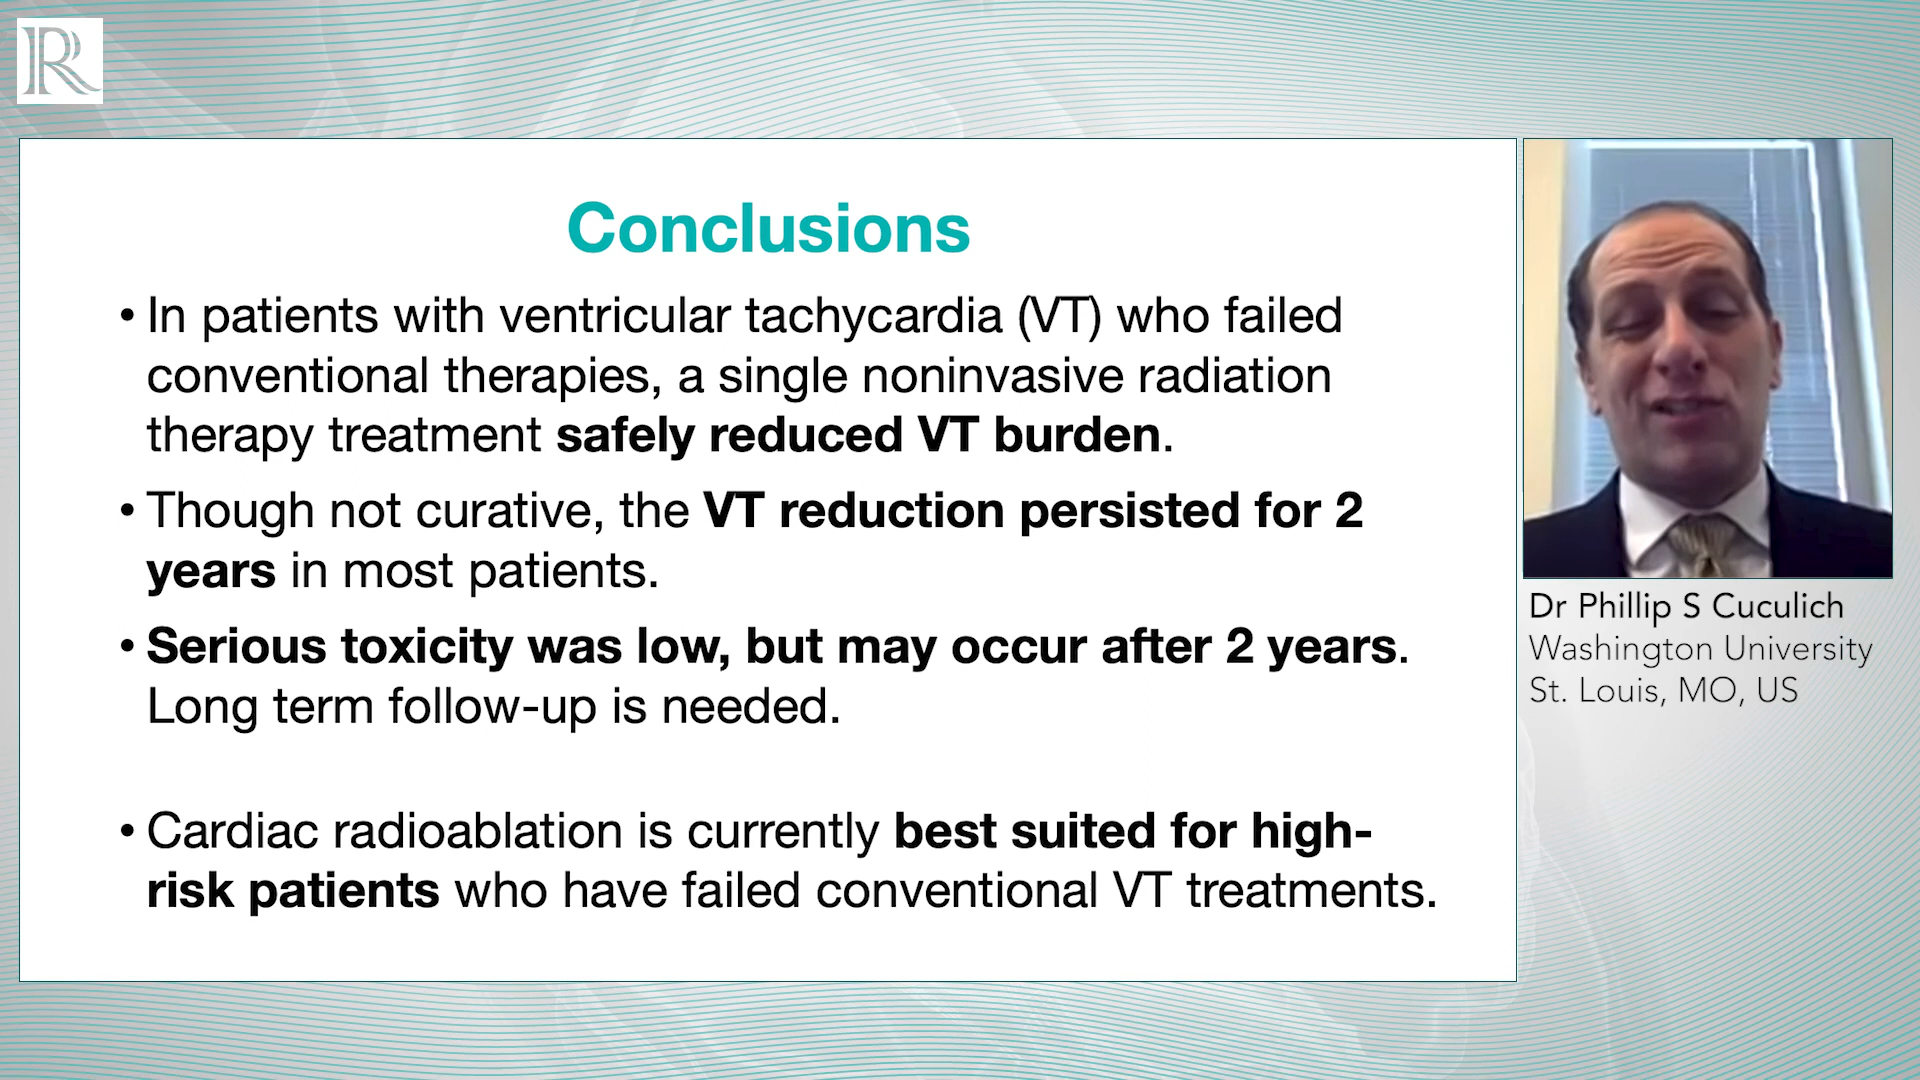 R
Conclusions
• In patients with ventricular tachycardia (VT) who failed
conventional therapies, a single noninvasive radiation
therapy treatment safely reduced VT burden.
• Though not curative, the VT reduction persisted for 2
years in most patients.
• Serious toxicity was low, but may occur after 2 years.
Long term follow-up is needed.
• Cardiac radioablation is currently best suited for high-
risk patients who have failed conventional VT treatments.
Dr Phillip S Cuculich
Washington University
St. Louis, MO, US